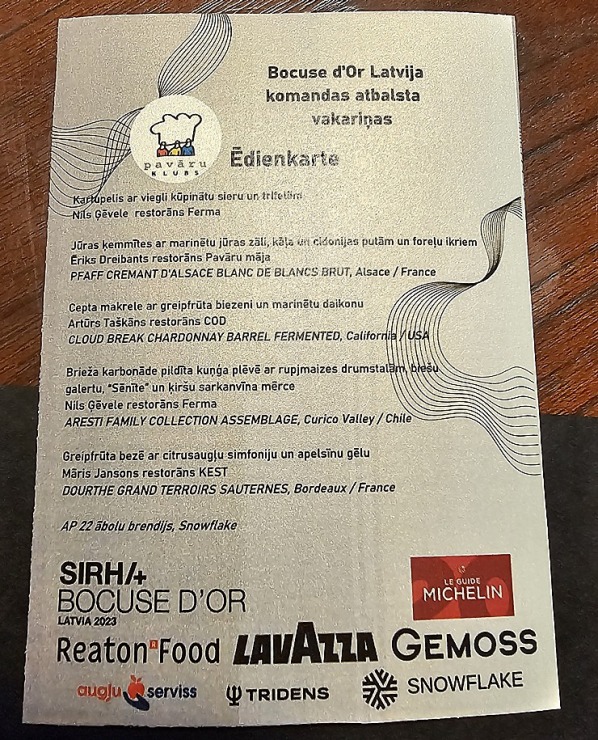 Bocuse d'Or Latvija
komandas atbalsta
vakariņas
pavāru
KLUBS
Ēdienkarte
Kartupelis ar viegli kūpinātu sieru un trifelēm
Nils Ģēvele restorāns Ferma
Jūras ķemmītes ar marinētu jūras zāli, kāļa un cidonijas putām un foreļu ikriem
Ēriks Dreibants restorāns Pavāru māja
PFAFF CREMANT D'ALSACE BLANC DE BLANCS BRUT, Alsace / France
Cepta makrele ar greipfrūta biezeni un marinētu daikonu
Artūrs Taškāns restorāns COD
CLOUD BREAK CHARDONNAY BARREL FERMENTED, California / USA
Brieža karbonāde pildīta kuņģa plēvē ar rupjmaizes drumstalām, biešu
galertu, "Sēnīte" un ķiršu sarkanvīna mērce
Nils Ģēvele restorāns Ferma
ARESTI FAMILY COLLECTION ASSEMBLAGE, Curico Valley / Chile
Greipfrūta bezē ar citrusaugļu simfoniju un apelsīnu gēlu
Māris Jansons restorāns KEST
DOURTHE GRAND TERROIRS SAUTERNES, Bordeaux / France
AP 22 ābolu brendijs, Snowflake
SIRHA+
BOCUSE D'OR
LATVIA 2023
LE GUIDE
MICHELIN
Reaton Food LAVAZZA GEMOSS
augļu serviss TRIDENS SNOWFLAKE